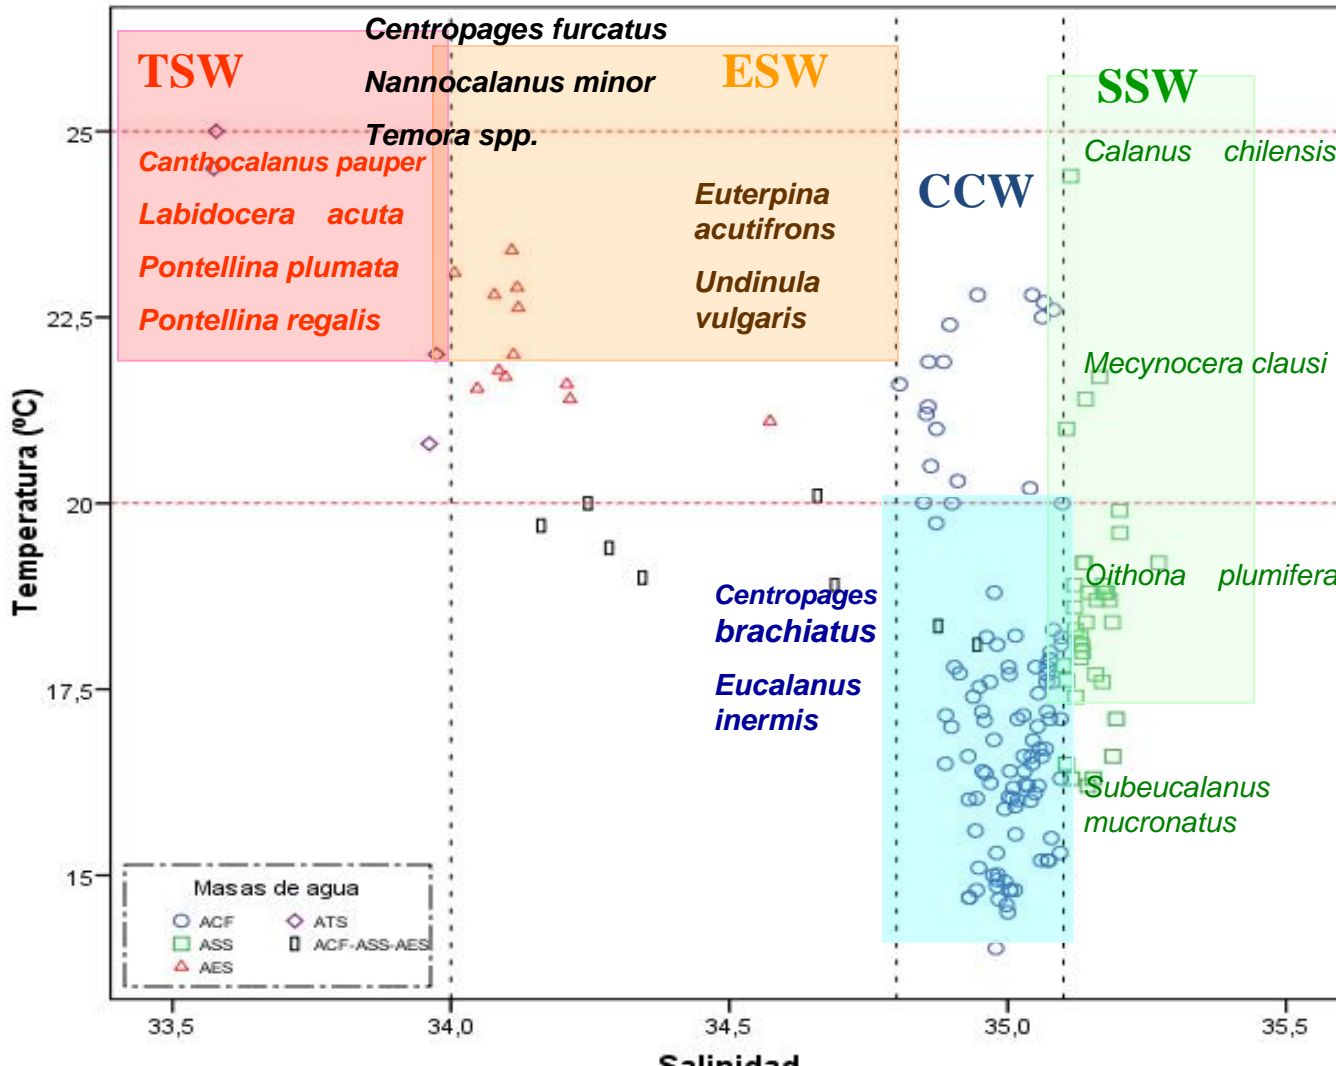 Centropages furcatus
TSW
ESW
SSW
Nannocalanus minor
Temora spp.
25
Canthocalanus pauper
Calanus chilensis
CCW
Labidocera acuta
Euterpina
acutifrons
Pontellina plumata
Undinula
vulgaris
Pontellina regalis
22,5
Mecynocera clausi
Temperatura (ºC)
20
Centropages
brachiatus
Oithona plumifera
17,5
Eucalanus
inermis
Subeucalanus
mucronatus
15
Masas de agua
ACF
ATS
ASS
ACF-ASS-AES
AES
33,5
34,0
34,5
35,0
35,5
Salinidad